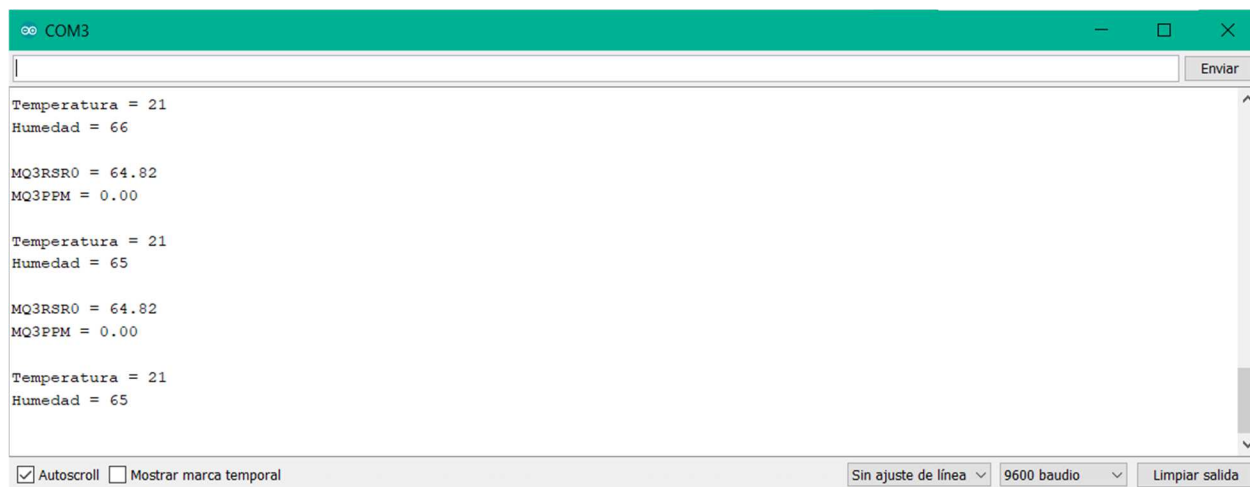 COM3
Enviar
Temperatura = 21
Humedad = 66
MQ3RSR0 = 64.82
MQ3PPM = 0.00
Temperatura = 21
Humedad = 65
MQ3RSR0 = 64.82
MQ3PPM = 0.00
Temperatura = 21
Humedad = 65
Autoscroll Mostrar marca temporal Sin ajuste de línea 9600 baudio Limpiar salida